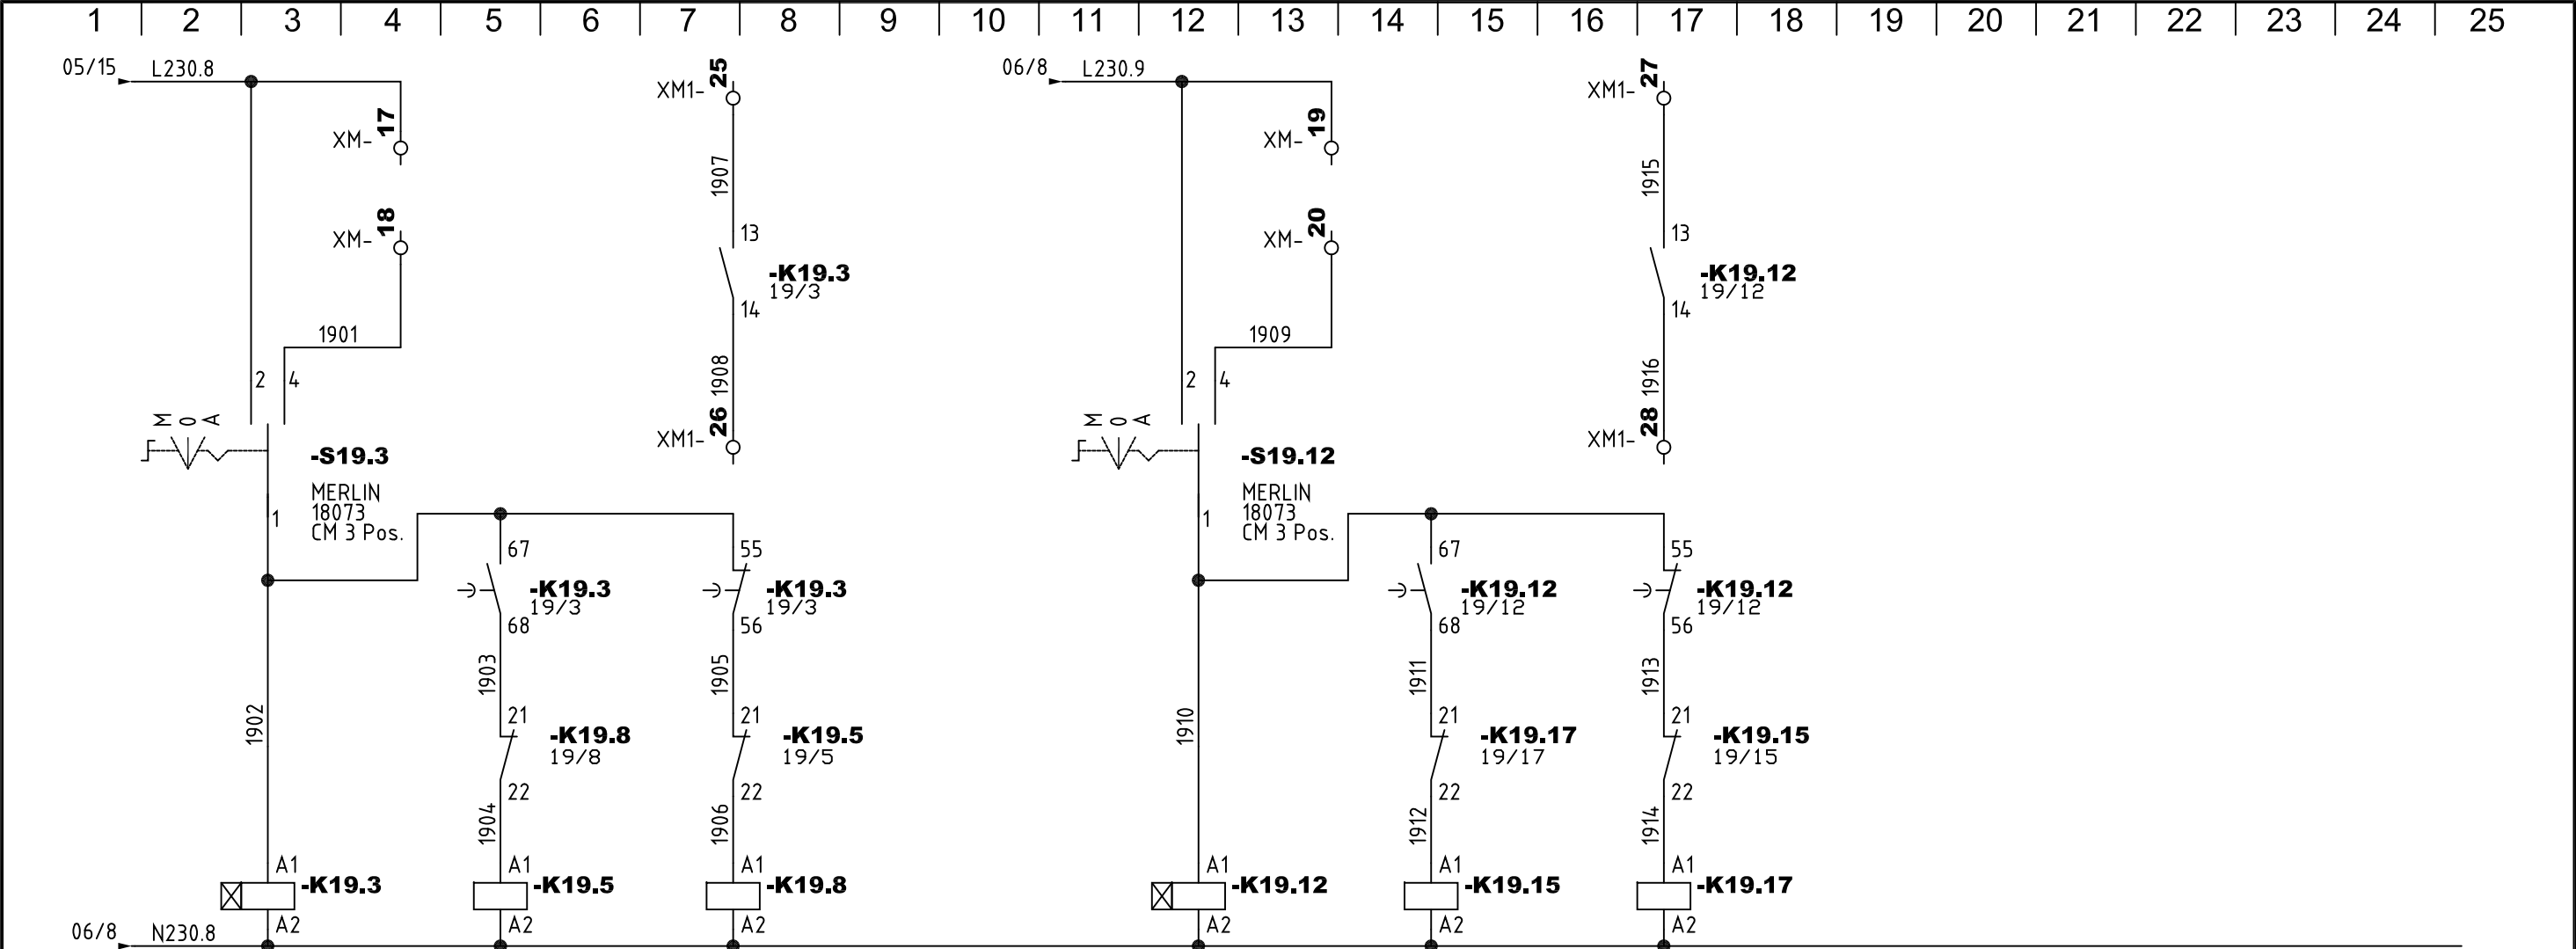 1 2 3 4 5 6 7 8 9 10 11 12 13 14 15 16 17 18 19 20 21 22 23 24 25
05/15 L230.8
XM1- 25
06/8 L230.9
XM1- 27
XM- 17
XM- 19
1907
1915
XM- 18
XM- 20
13
13
-K19.3
19/3
-K19.12
19/12
14
14
1901
1909
2 4
1908
2 4
1916
M 0 A
XM1- 26
M 0 A
XM1- 28
-S19.3
-S19.12
MERLIN
18073
CM 3 Pos.
MERLIN
18073
CM 3 Pos.
1
1
67
55
67
55
-K19.3
19/3
-K19.3
19/3
-K19.12
19/12
-K19.12
19/12
68
56
68
56
1903
1905
1911
1913
1902
1910
21
21
21
21
-K19.8
19/8
-K19.5
19/5
-K19.17
19/17
-K19.15
19/15
22
22
22
22
1904
1906
1912
1914
A1
A1
A1
A1
A1
A1
-K19.3
-K19.5
-K19.8
-K19.12
-K19.15
-K19.17
A2
A2
A2
A2
A2
A2
06/8 N230.8